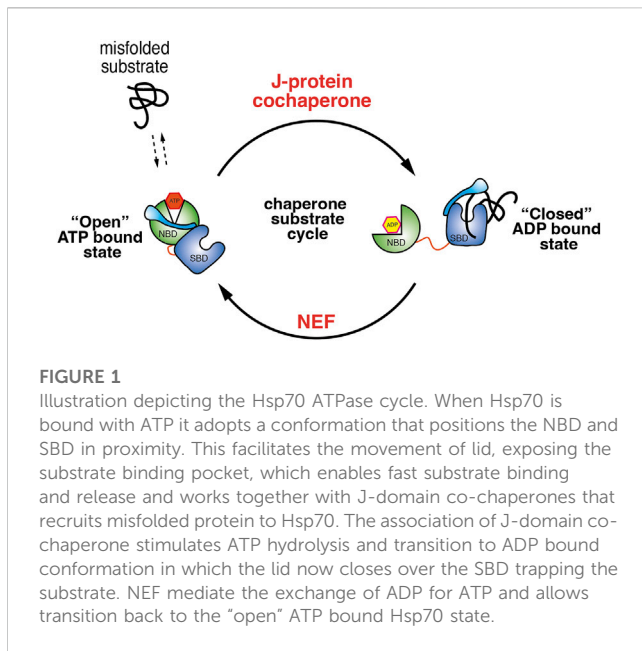 misfolded
substrate
J-protein
cochaperone
ATP
NBD
SBD
"Open"
ATP bound
state
chaperone
substrate
cycle
ADP
NBD
SBD
"Closed"
ADP bound
state
NEF
FIGURE 1
Illustration depicting the Hsp70 ATPase cycle. When Hsp70 is
bound with ATP it adopts a conformation that positions the NBD and
SBD in proximity. This facilitates the movement of lid, exposing the
substrate binding pocket, which enables fast substrate binding
and release and works together with J-domain co-chaperones that
recruits misfolded protein to Hsp70. The association of J-domain co-
chaperone stimulates ATP hydrolysis and transition to ADP bound
conformation in which the lid now closes over the SBD trapping the
substrate. NEF mediate the exchange of ADP for ATP and allows
transition back to the “open” ATP bound Hsp70 state.